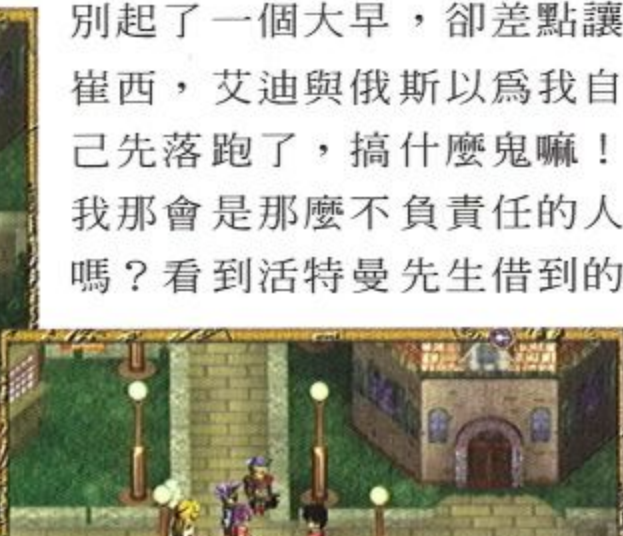 別起了一個大早，卻差點讓
崔西，艾迪與俄斯以爲我自
己先落跑了，搞什麼鬼嘛！
我那會是那麼不負責任的人
嗎？看到活特曼先生借到的